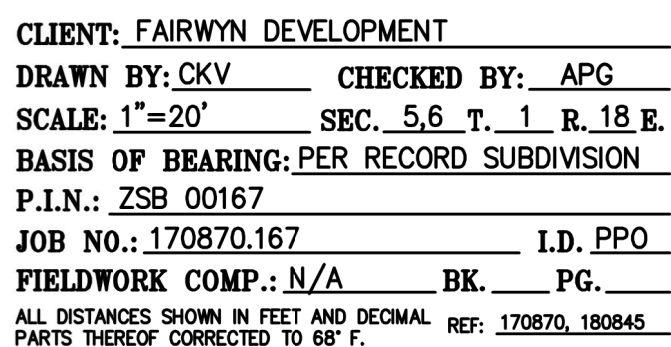 CLIENT: FAIRWYN DEVELOPMENT
DRAWN BY: CKV CHECKED BY: APG
SCALE: 1"=20' SEC. 5,6 T. 1 R. 18 E.
BASIS OF BEARING: PER RECORD SUBDIVISION
P.I.N.: ZSB 00167
JOB NO.: 170870.167 I.D. PPO
FIELDWORK COMP.: N/A BK. PG.
ALL DISTANCES SHOWN IN FEET AND DECIMAL REF: 170870, 180845
PARTS THEREOF CORRECTED TO 68° F.